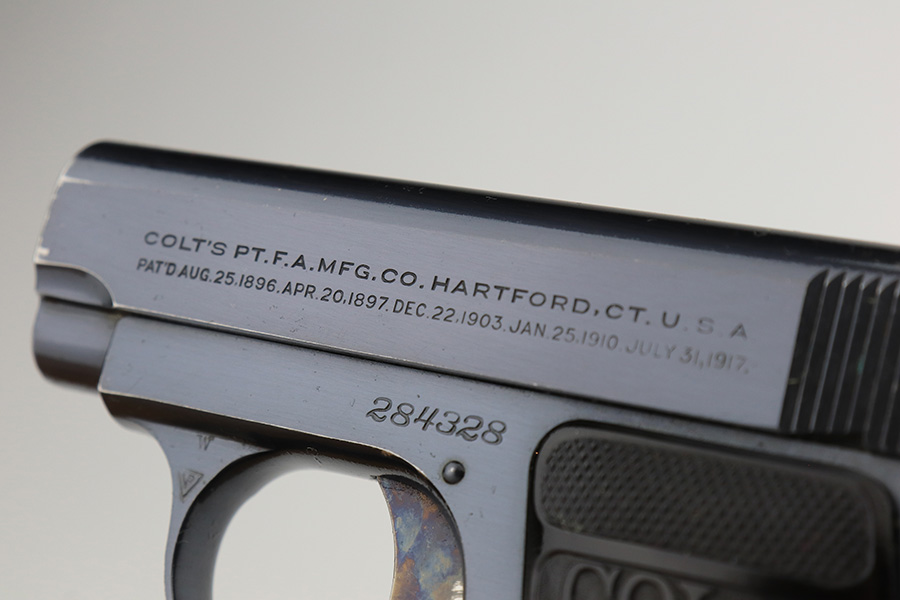 COLT'S PT.F.A.MFG.CO. HARTFORD,CT. U.S.A
PAT'D AUG.25,1896.APR.20,1897.DEC.22,1903.JAN.25,1910.JULY 31,1917.
284328